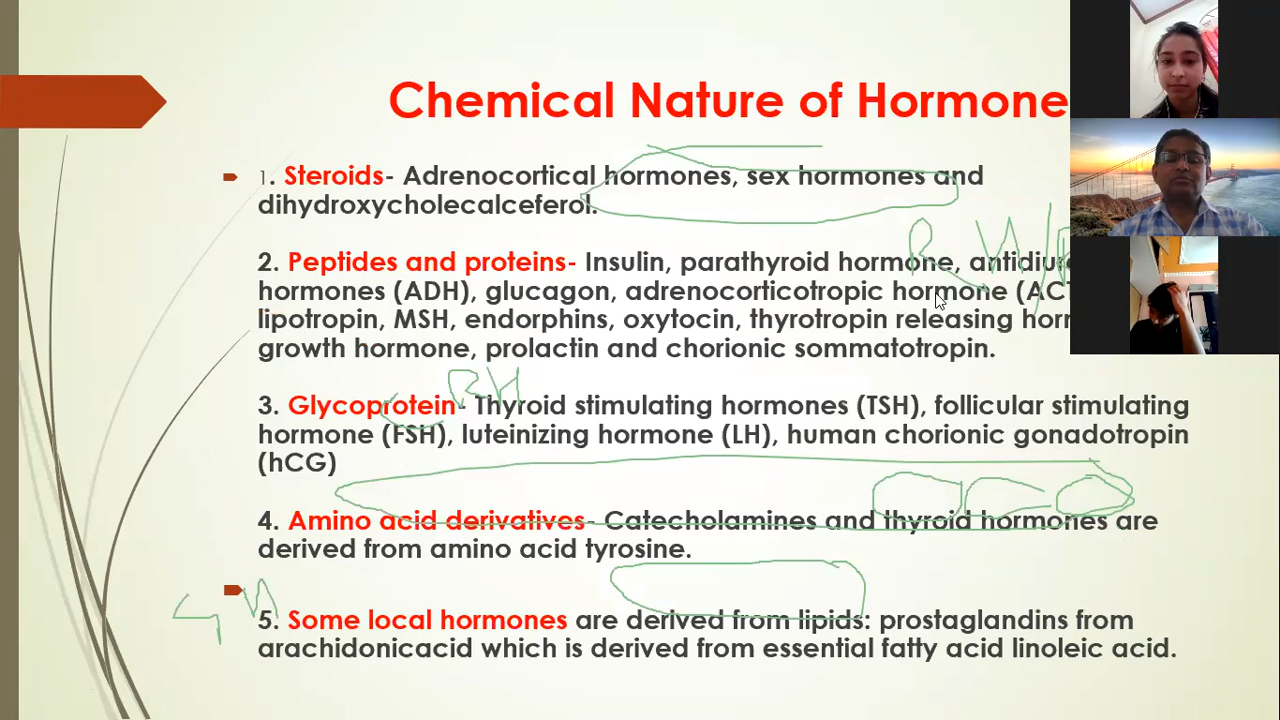 Chemical Nature of Hormone
1. Steroids- Adrenocortical hormones, sex hormones and
dihydroxycholecalceferol.
2. Peptides and proteins- Insulin, parathyroid hormone,
hormones (ADH), glucagon, adrenocorticotropic hormone
lipotropin, MSH, endorphins, oxytocin, thyrotropin releasing
growth hormone, prolactin and chorionic sommatotropin.
RH
3. Glycoprotein- Thyroid stimulating hormones (TSH), follicular stimulating
hormone (FSH), luteinizing hormone (LH), human chorionic gonadotropin
(hCG)
4. Amino acid derivatives- Catecholamines and thyroid hormones are
derived from amino acid tyrosine.
5. Some local hormones are derived from lipids: prostaglandins from
arachidonicacid which is derived from essential fatty acid linoleic acid.